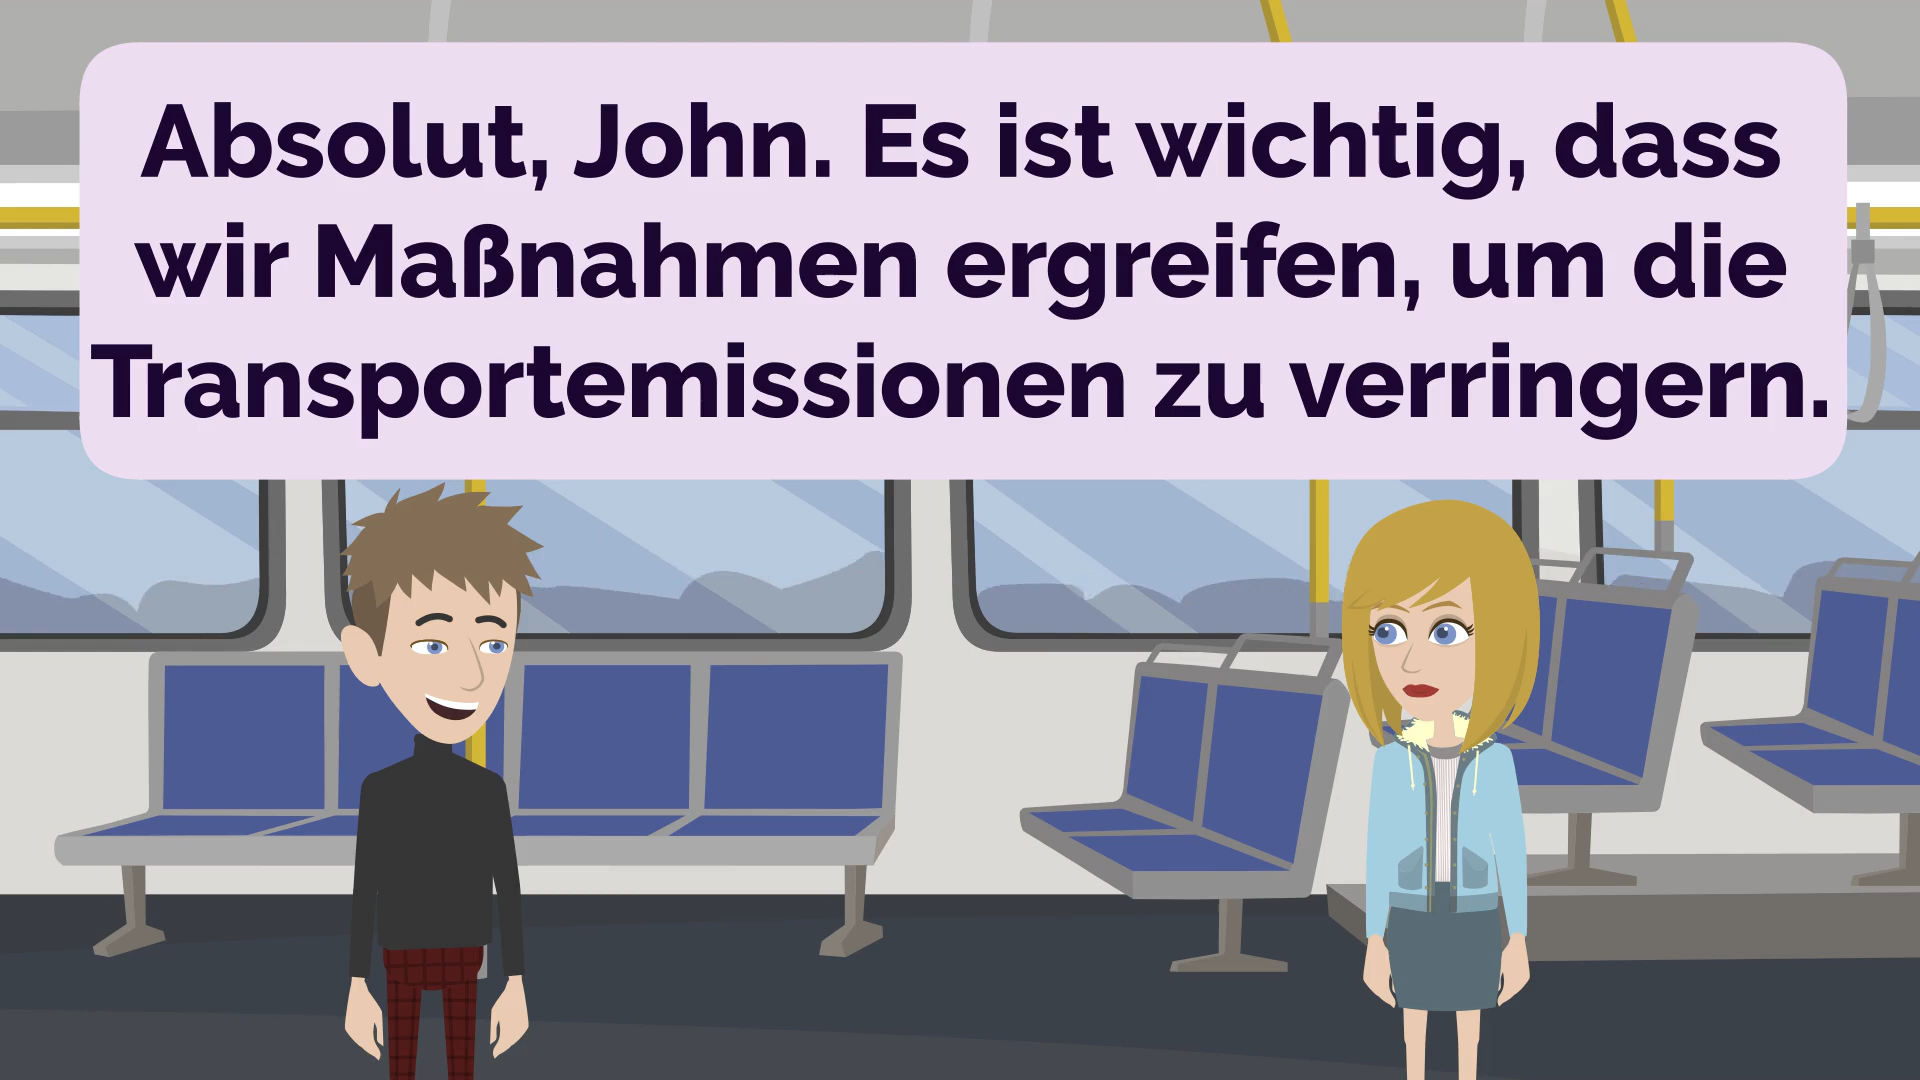 Absolut, John. Es ist wichtig, dass
wir Maßnahmen ergreifen, um die
Transportemissionen zu verringern.